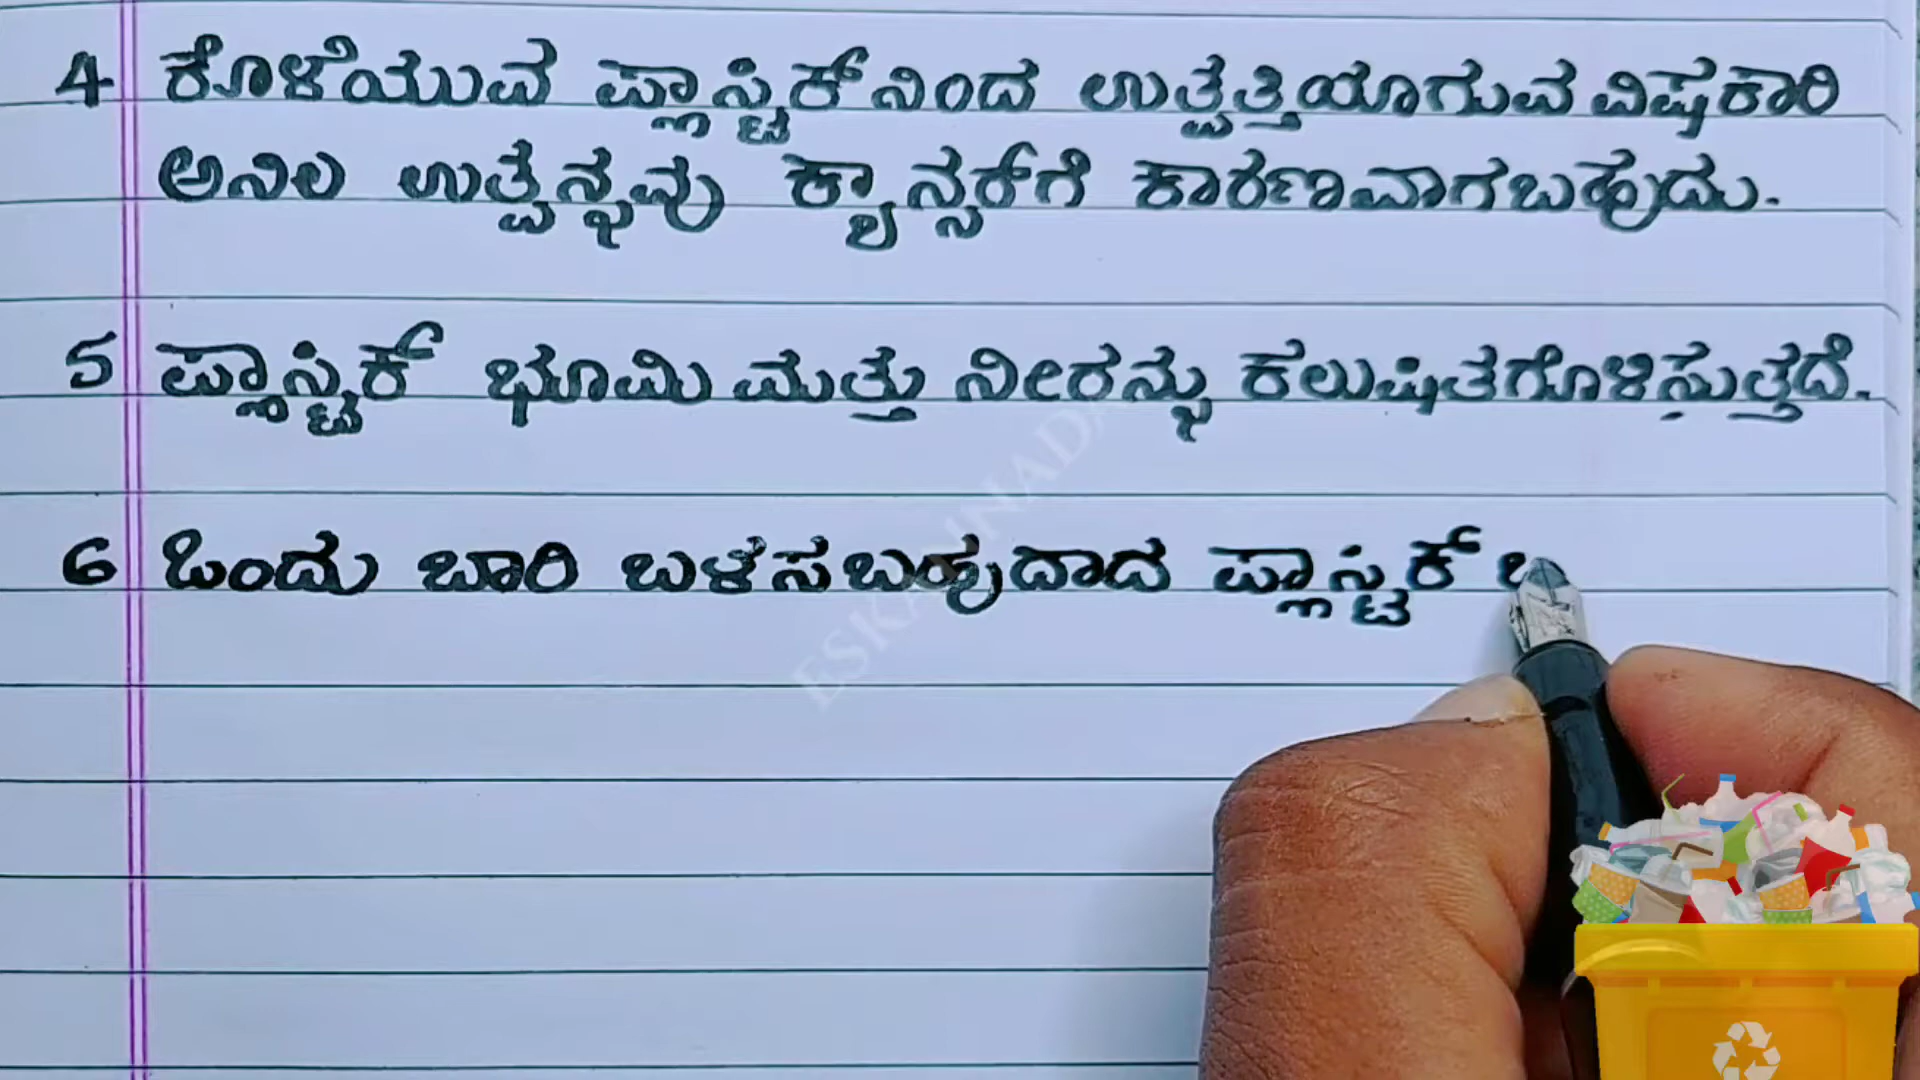 4 ಕೊಳೆಯುವ ಪ್ಲಾಸ್ಟಿಕ್‌ನಿಂದ ಉತ್ಪತ್ತಿಯಾಗುವ ವಿಷಕಾರಿ
ಅನಿಲ ಉತ್ಪನ್ನವು ಕ್ಯಾನ್ಸರ್‌ಗೆ ಕಾರಣವಾಗಬಹುದು.
5 ಪ್ಲಾಸ್ಟಿಕ್ ಭೂಮಿ ಮತ್ತು ನೀರನ್ನು ಕಲುಷಿತಗೊಳಿಸುತ್ತದೆ.
6 ಒಂದು ಬಾರಿ ಬಳಸಬಹುದಾದ ಪ್ಲಾಸ್ಟಿಕ್